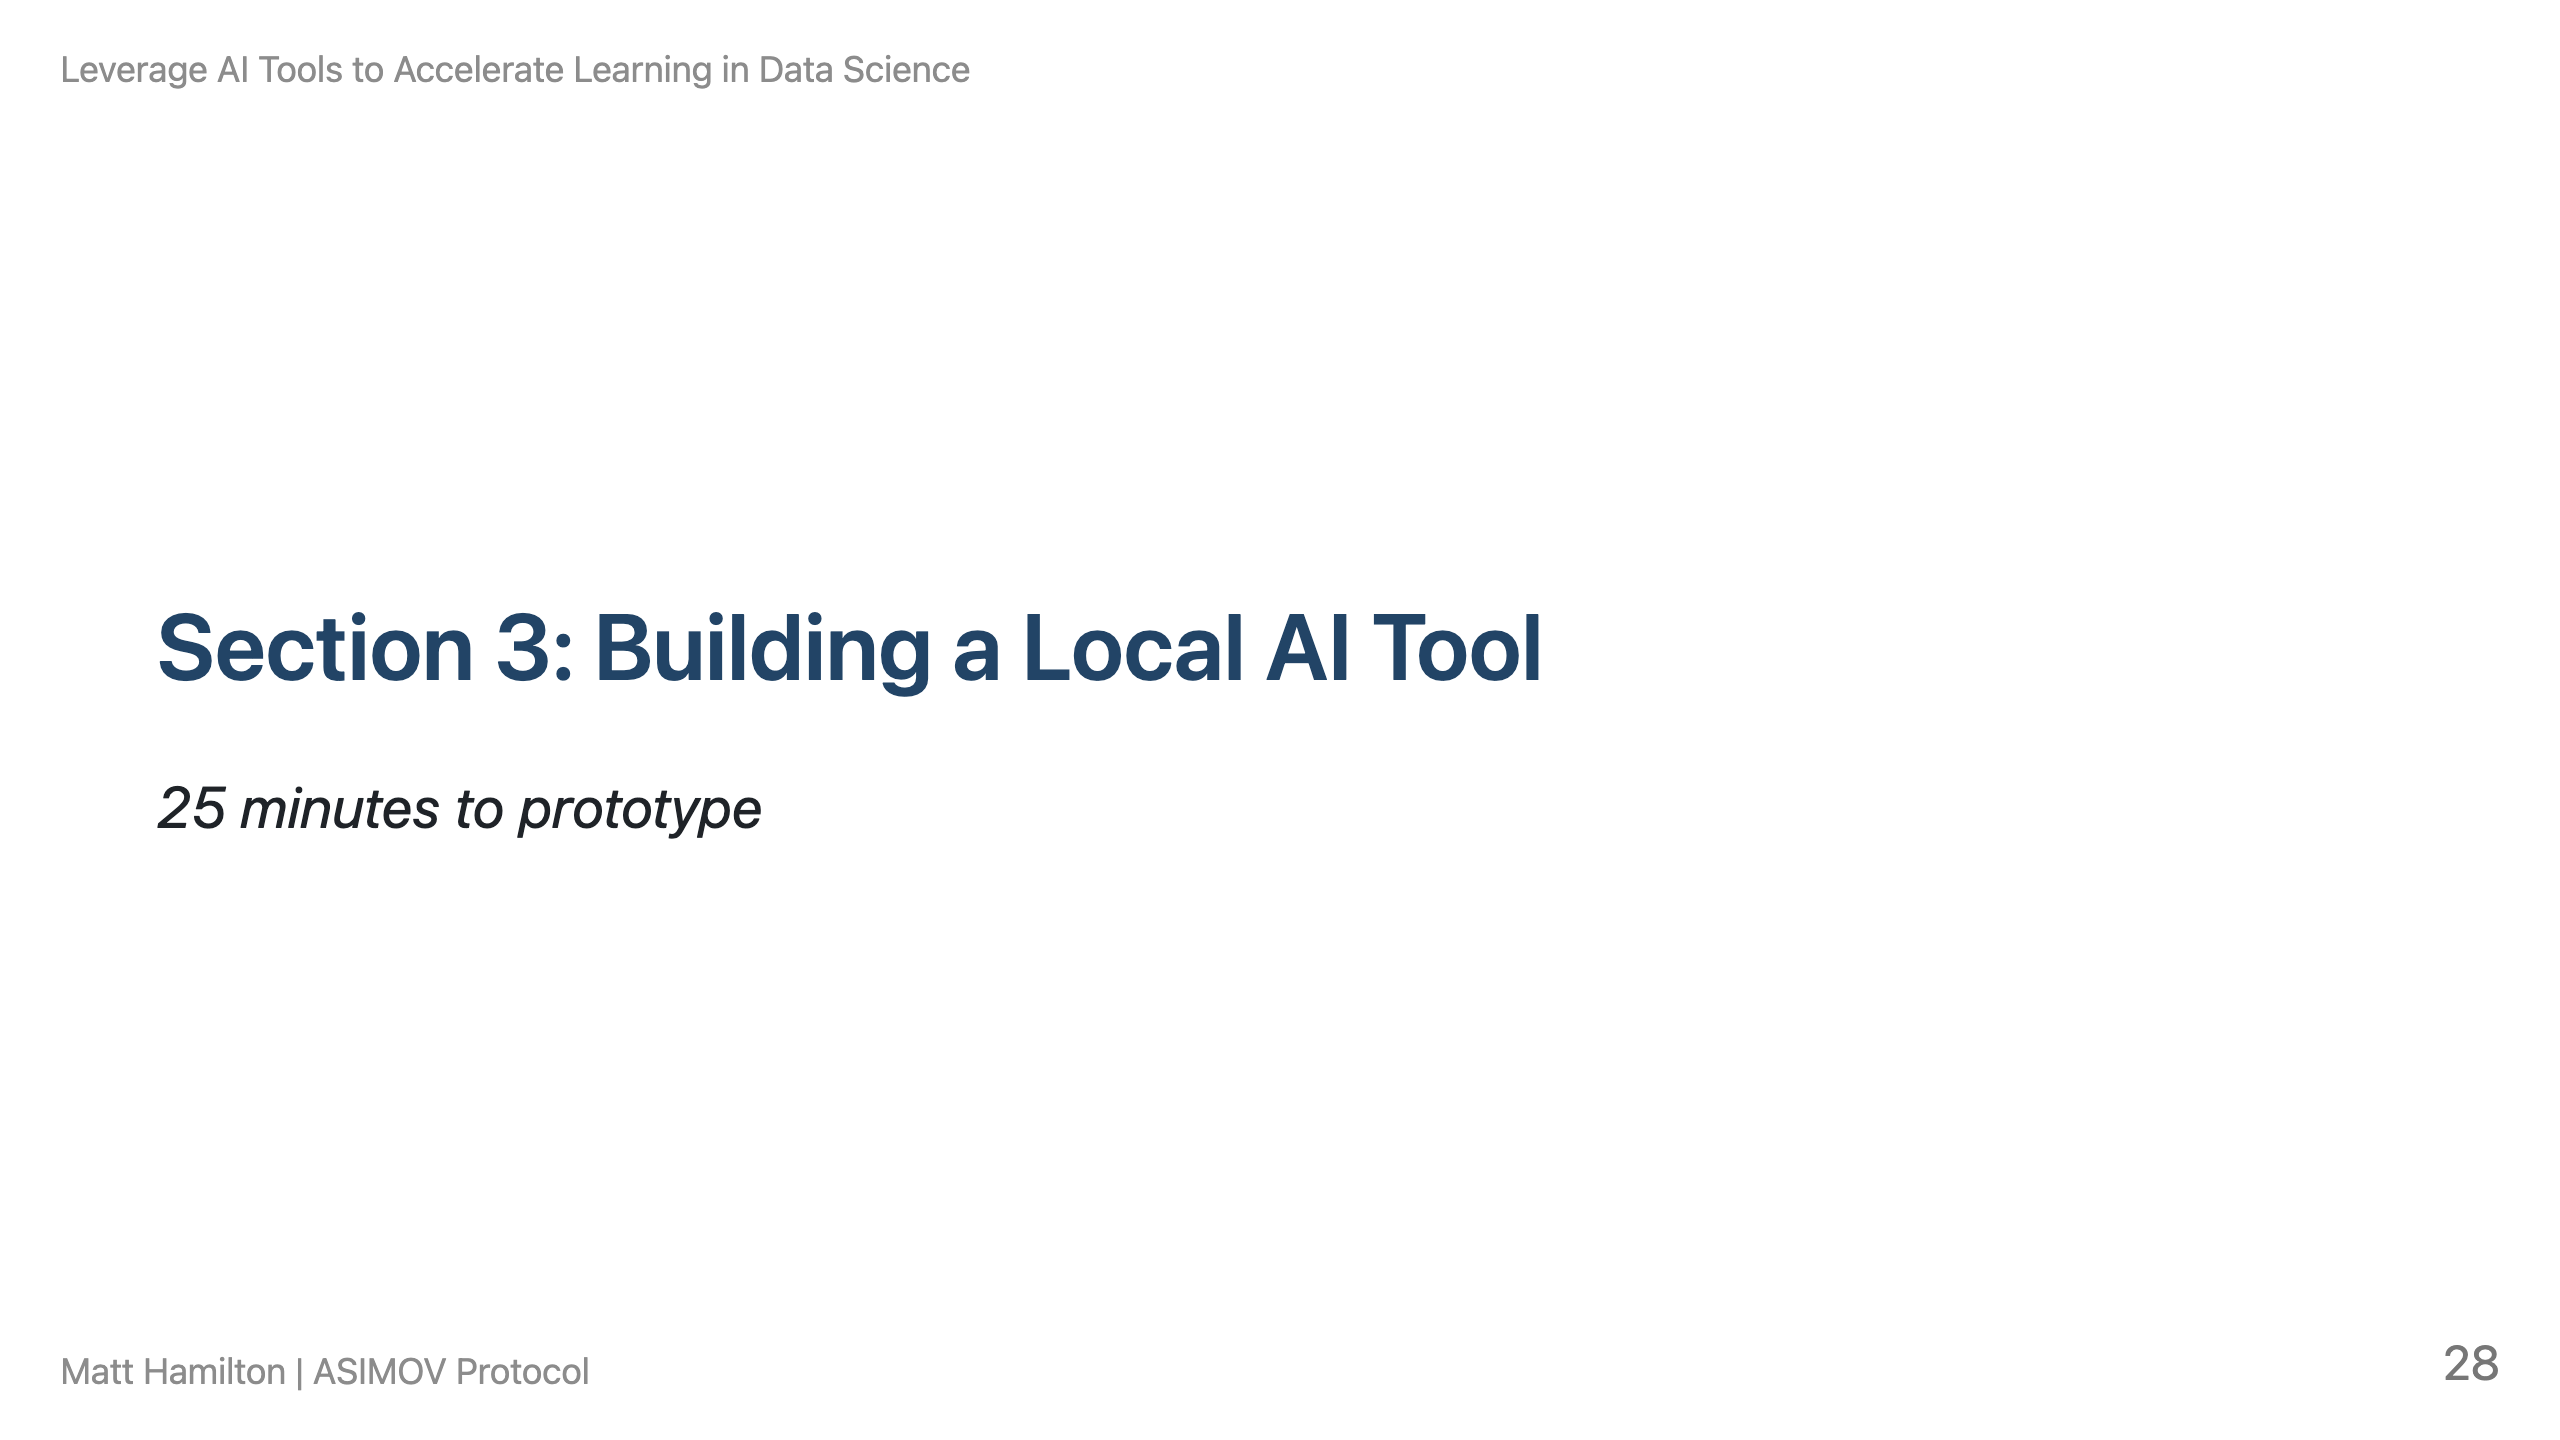 Leverage AI Tools to Accelerate Learning in Data Science
Section 3: Building a Local AI Tool
25 minutes to prototype
Matt Hamilton | ASIMOV Protocol
28